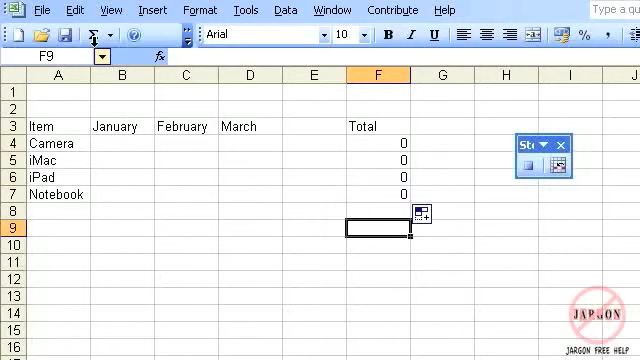 File Edit View Insert Format Tools Data Window Contribute Help Type a que
Σ Arial 10 B I U % ,
F9 fx
A B C D E F G H I J
1
2
3 Item January February March Total
4 Camera 0
5 iMac 0
6 iPad 0
7 Notebook 0
8
9
10
11
12
13
14
15
16
JARGON
JARGON FREE HELP